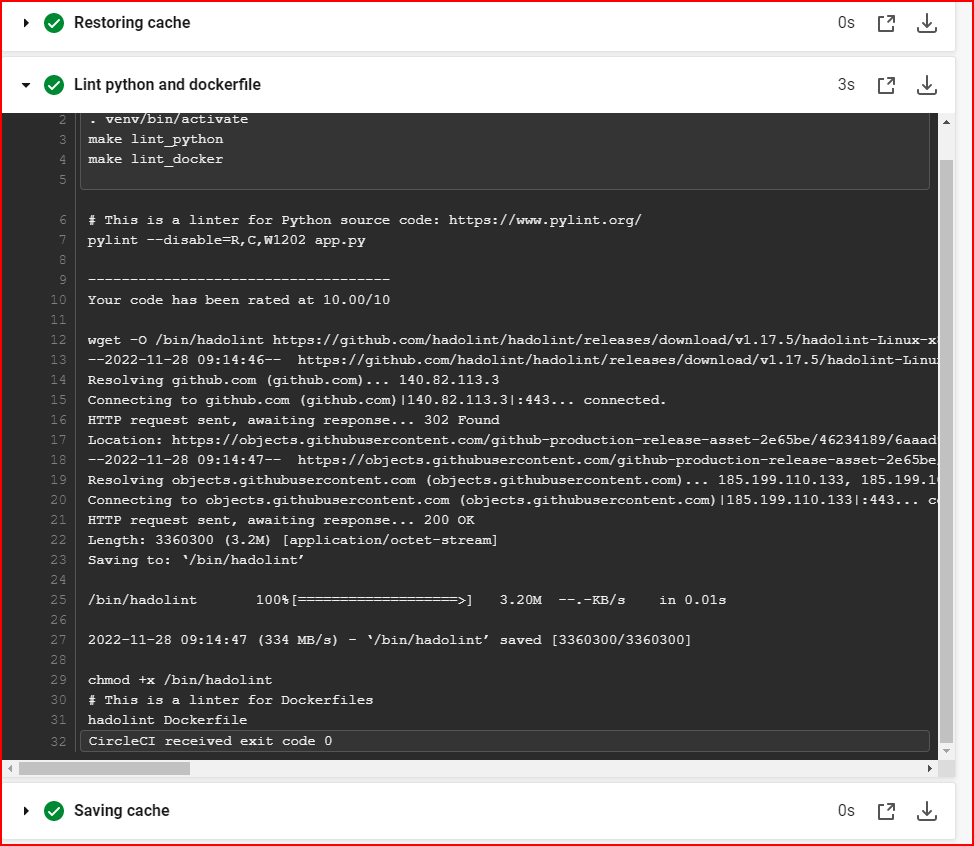 Restoring cache 0s
Lint python and dockerfile 3s
2 . venv/bin/activate
3 make lint_python
4 make lint_docker
5
6 # This is a linter for Python source code: https://www.pylint.org/
7 pylint --disable=R,C,W1202 app.py
8
9 ------------------------------------
10 Your code has been rated at 10.00/10
11
12 wget -O /bin/hadolint https://github.com/hadolint/hadolint/releases/download/v1.17.5/hadolint-Linux-x
13 --2022-11-28 09:14:46-- https://github.com/hadolint/hadolint/releases/download/v1.17.5/hadolint-Linu
14 Resolving github.com (github.com)... 140.82.113.3
15 Connecting to github.com (github.com)|140.82.113.3|:443... connected.
16 HTTP request sent, awaiting response... 302 Found
17 Location: https://objects.githubusercontent.com/github-production-release-asset-2e65be/46234189/6aaad
18 --2022-11-28 09:14:47-- https://objects.githubusercontent.com/github-production-release-asset-2e65be
19 Resolving objects.githubusercontent.com (objects.githubusercontent.com)... 185.199.110.133, 185.199.10
20 Connecting to objects.githubusercontent.com (objects.githubusercontent.com)|185.199.110.133|:443... co
21 HTTP request sent, awaiting response... 200 OK
22 Length: 3360300 (3.2M) [application/octet-stream]
23 Saving to: ‘/bin/hadolint’
24
25 /bin/hadolint 100%[===================>] 3.20M --.-KB/s in 0.01s
26
27 2022-11-28 09:14:47 (334 MB/s) - ‘/bin/hadolint’ saved [3360300/3360300]
28
29 chmod +x /bin/hadolint
30 # This is a linter for Dockerfiles
31 hadolint Dockerfile
32 CircleCI received exit code 0
Saving cache 0s